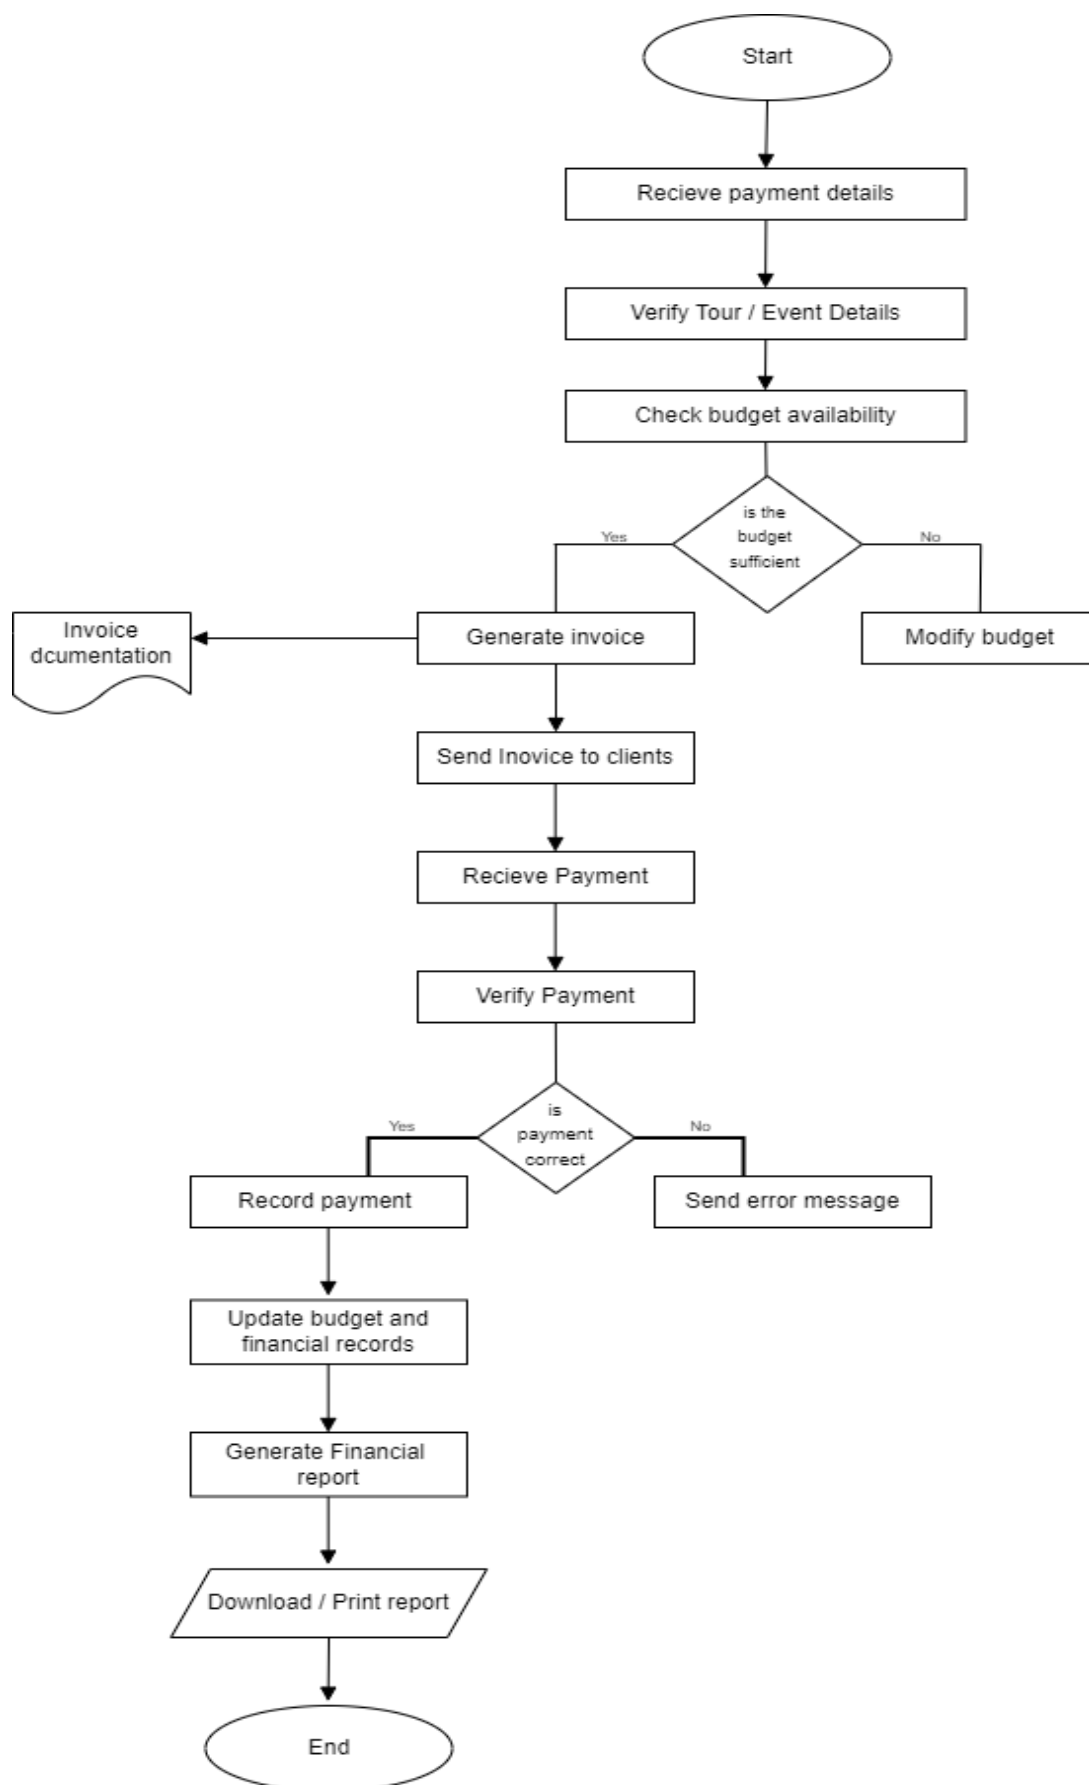 Start
Recieve payment details
Verify Tour / Event Details
Check budget availability
is the
budget
sufficient
Yes
No
Invoice
dcumentation
Generate invoice
Modify budget
Send Inovice to clients
Recieve Payment
Verify Payment
is
payment
correct
Yes
No
Record payment
Send error message
Update budget and
financial records
Generate Financial
report
Download / Print report
End